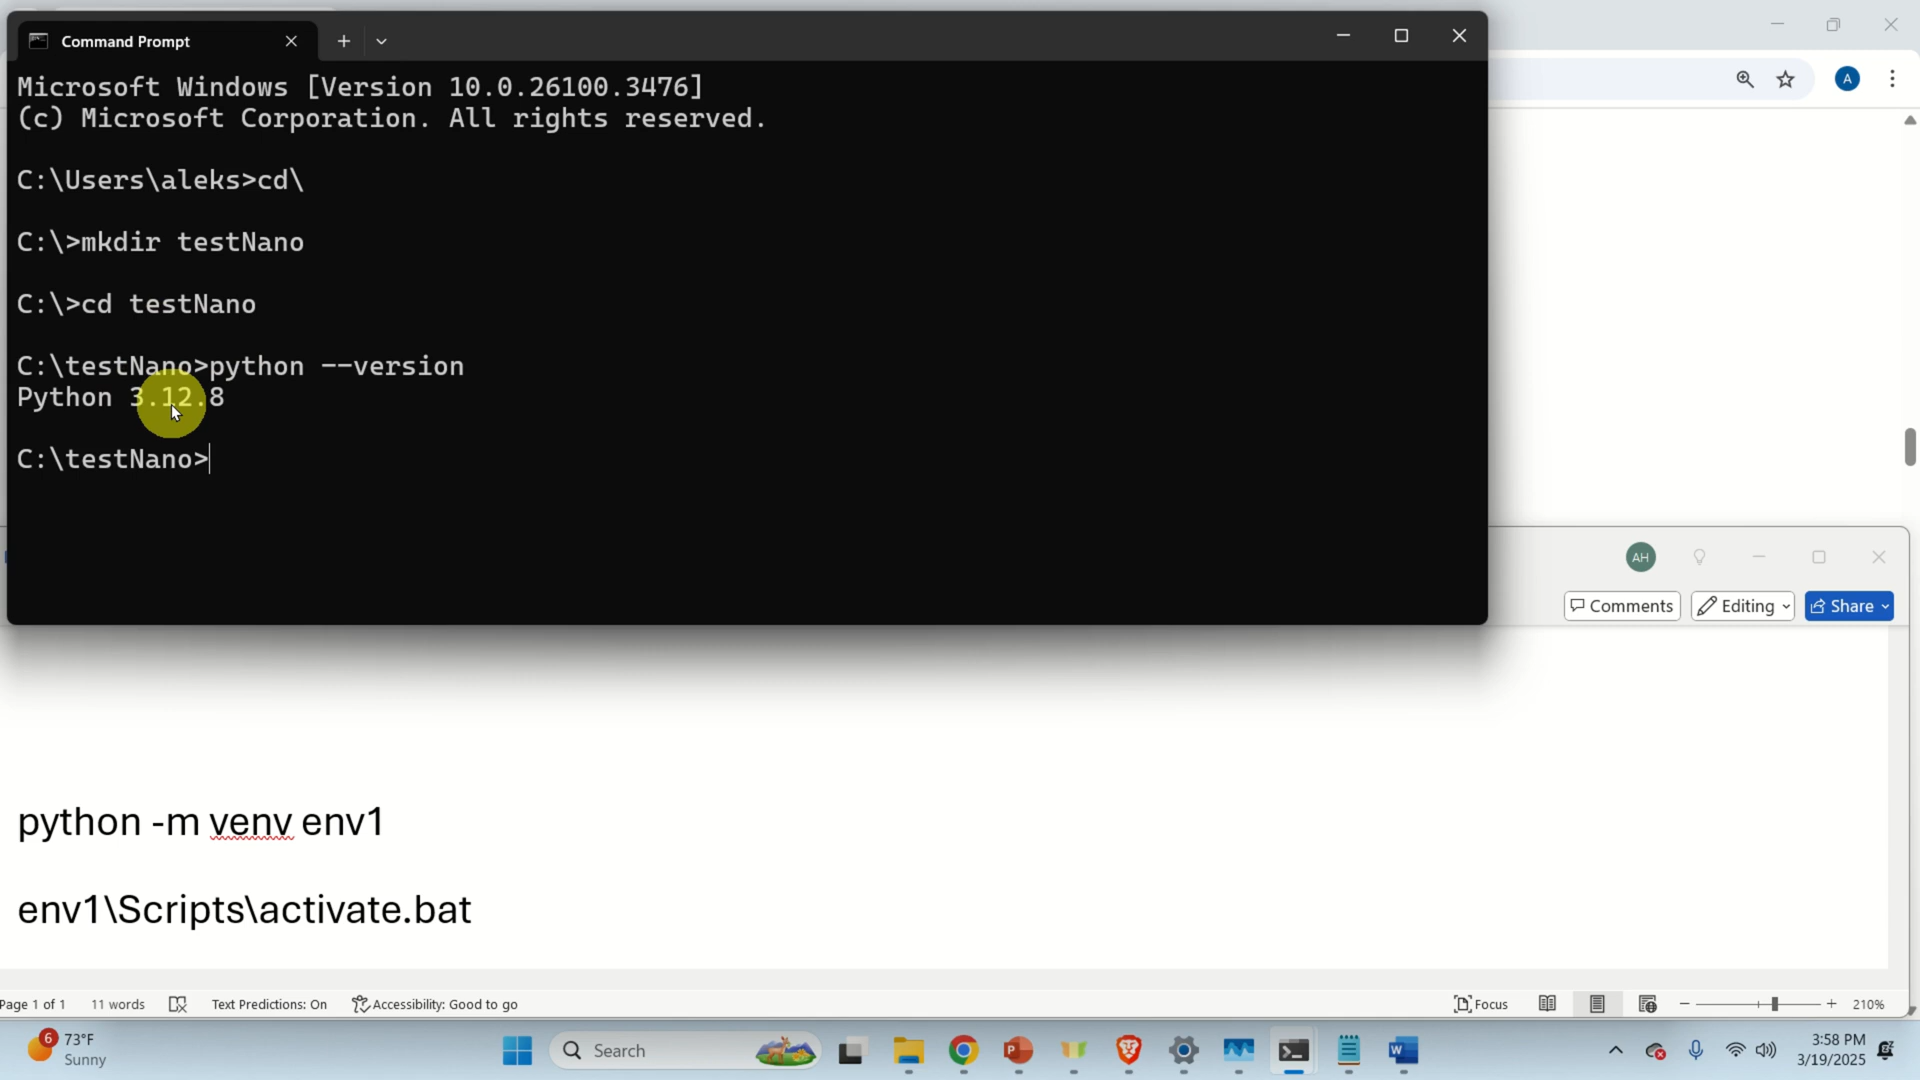 Command Prompt
Microsoft Windows [Version 10.0.26100.3476]
(c) Microsoft Corporation. All rights reserved.
C:\Users\aleks>cd\
C:\>mkdir testNano
C:\>cd testNano
C:\testNano>python --version
Python 3.12.8
C:\testNano>
A
AH
Comments
Editing
Share
python -m venv env1
env1\Scripts\activate.bat
Page 1 of 1
11 words
Text Predictions: On
Accessibility: Good to go
Focus
210%
6
73°F
Sunny
Search
3:58 PM
3/19/2025